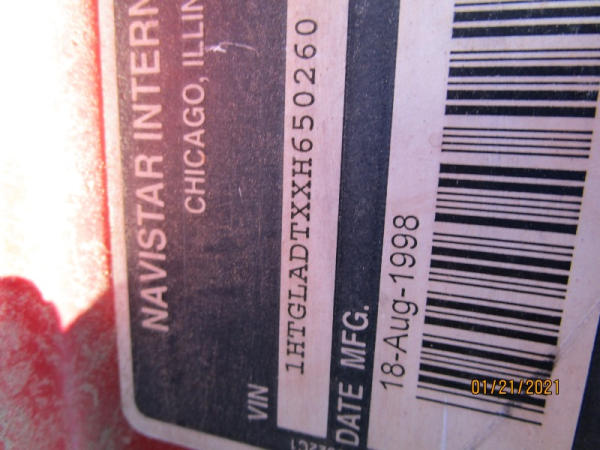 NAVISTAR INTERN
CHICAGO, ILLIN
VIN
1HTGLADTXXH650260
DATE MFG.
18-Aug-1998
01/21/2021